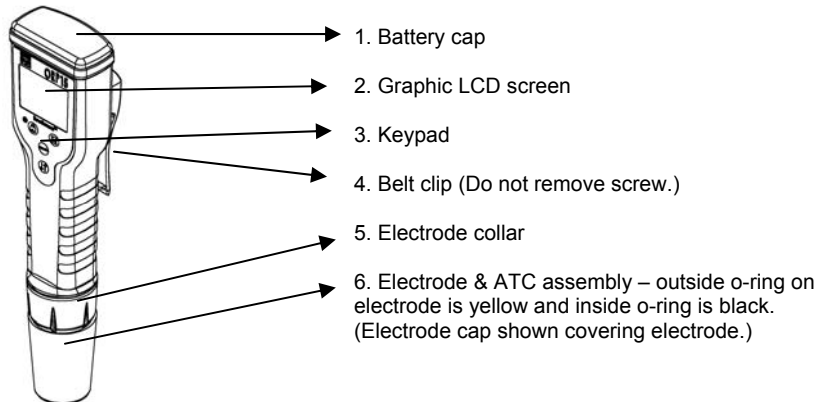 1. Battery cap
ORP15
2. Graphic LCD screen
3. Keypad
4. Belt clip (Do not remove screw.)
5. Electrode collar
6. Electrode & ATC assembly – outside o-ring on
electrode is yellow and inside o-ring is black.
(Electrode cap shown covering electrode.)